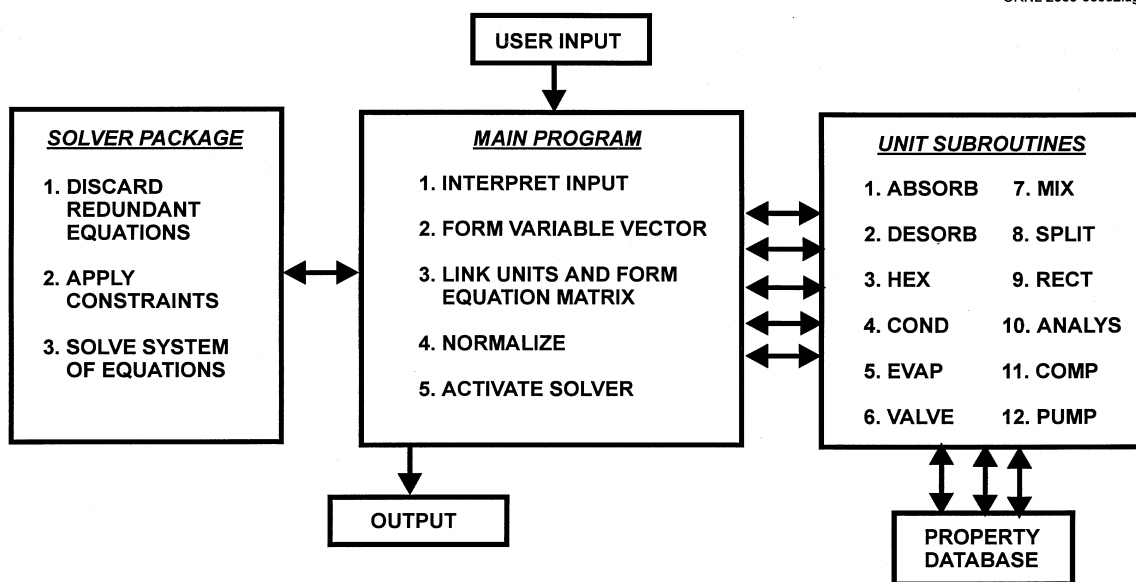 USER INPUT
SOLVER PACKAGE
1. DISCARD
REDUNDANT
EQUATIONS
2. APPLY
CONSTRAINTS
3. SOLVE SYSTEM
OF EQUATIONS
MAIN PROGRAM
1. INTERPRET INPUT
2. FORM VARIABLE VECTOR
3. LINK UNITS AND FORM
EQUATION MATRIX
4. NORMALIZE
5. ACTIVATE SOLVER
UNIT SUBROUTINES
1. ABSORB 7. MIX
2. DESORB 8. SPLIT
3. HEX 9. RECT
4. COND 10. ANALYS
5. EVAP 11. COMP
6. VALVE 12. PUMP
OUTPUT
PROPERTY
DATABASE